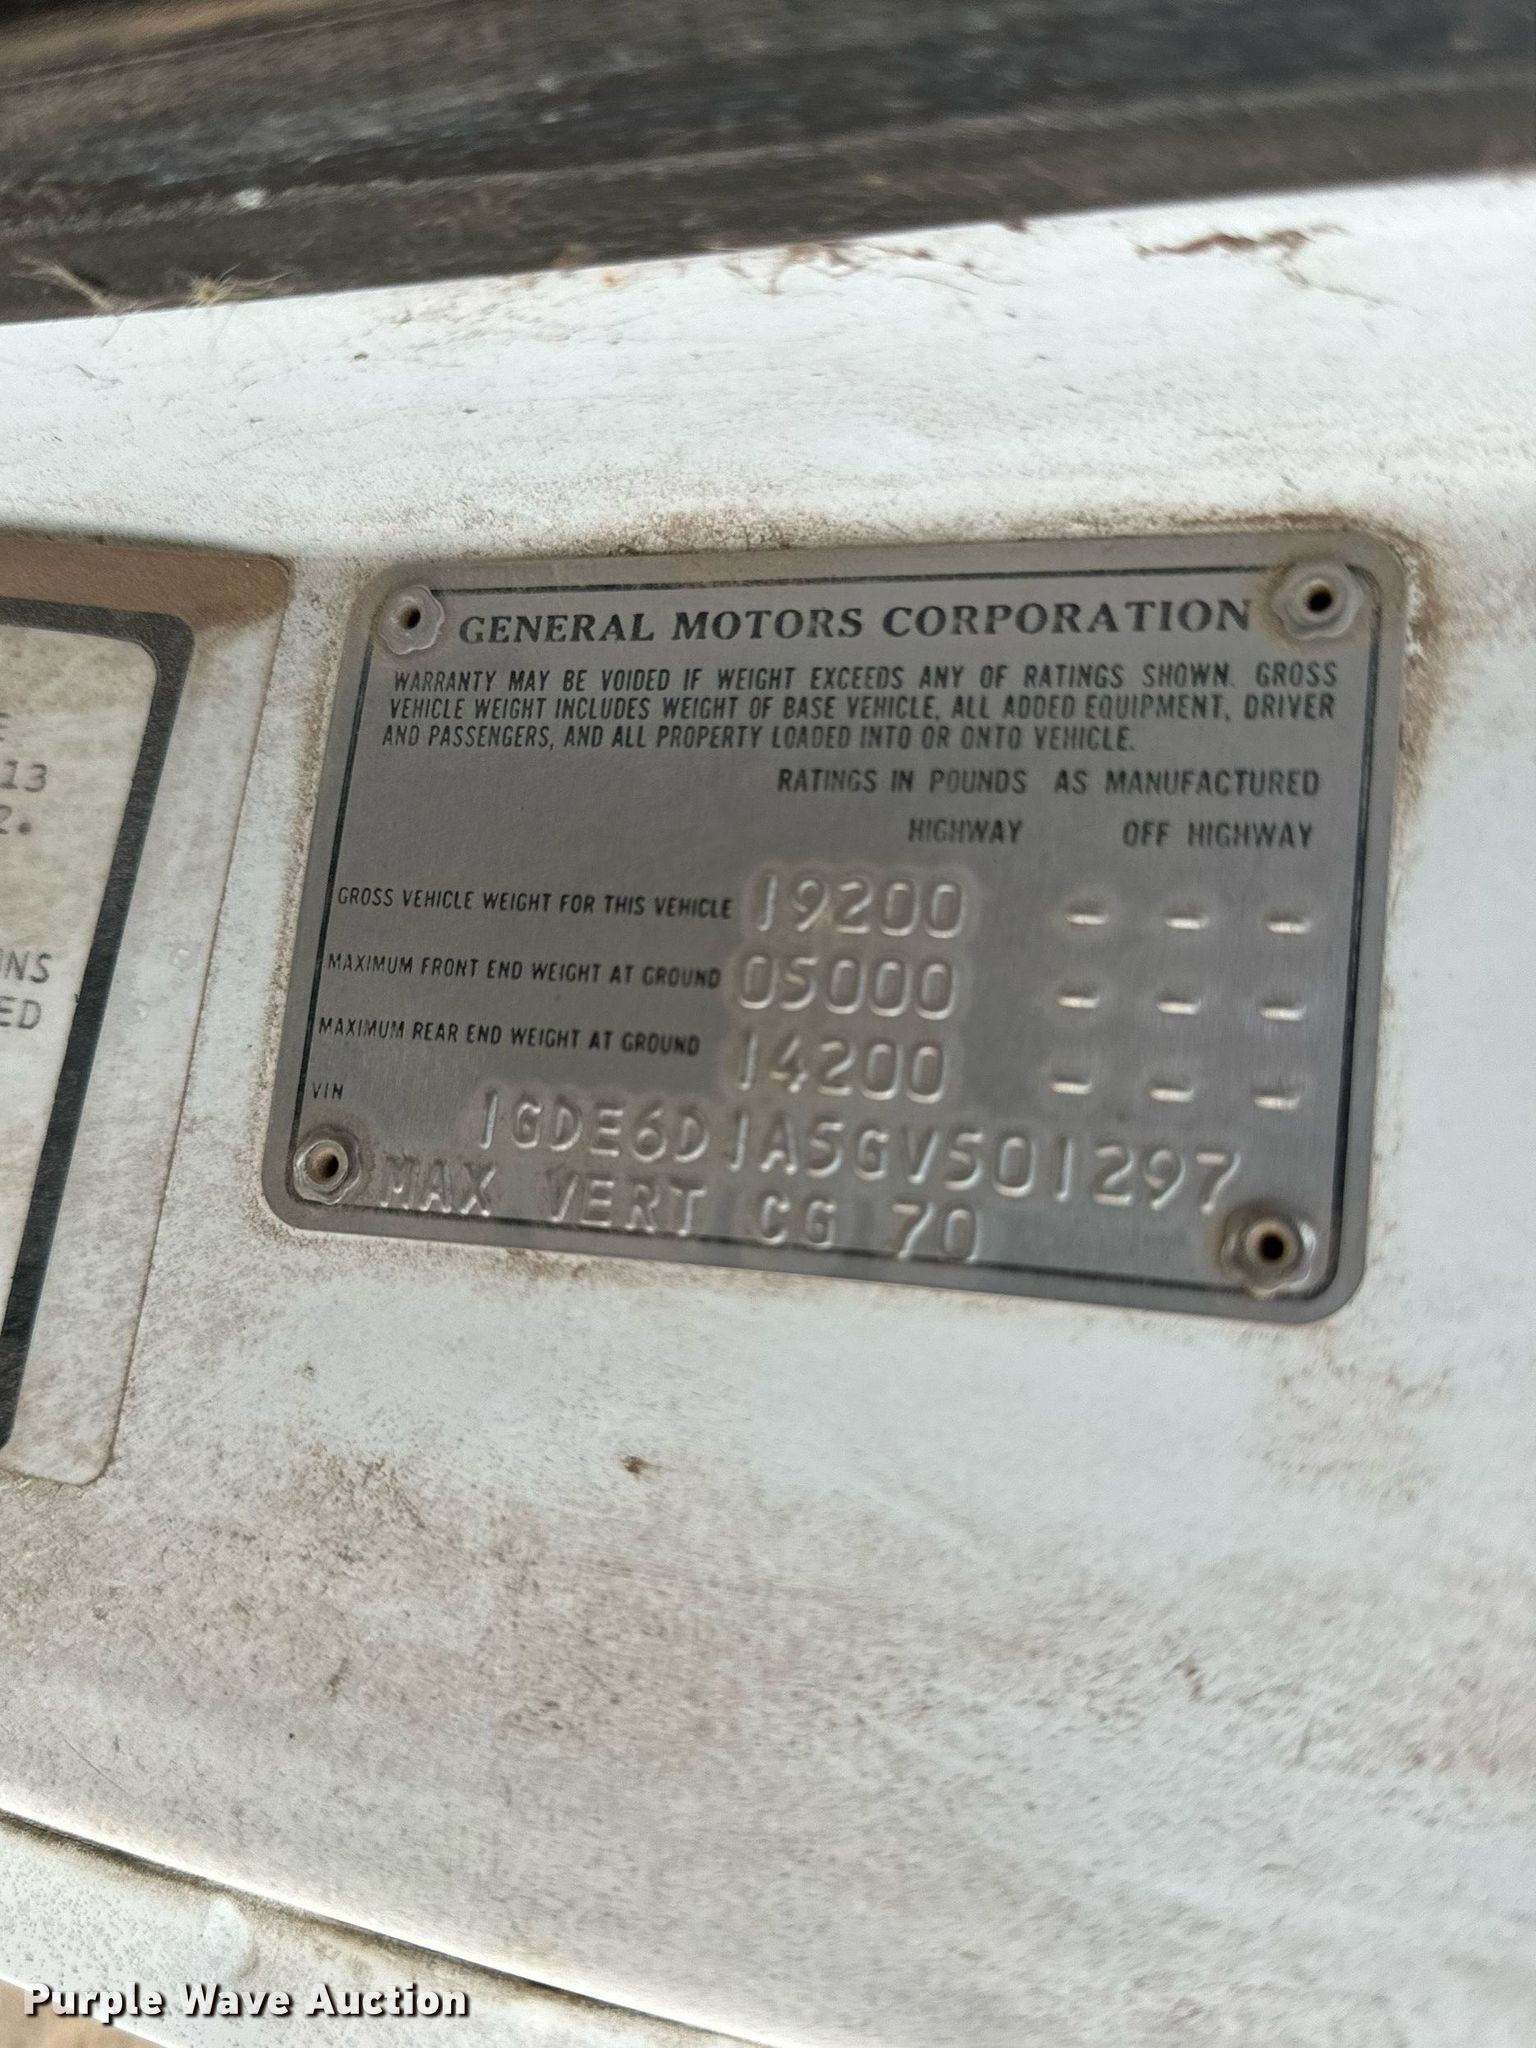 GENERAL MOTORS CORPORATION
WARRANTY MAY BE VOIDED IF WEIGHT EXCEEDS ANY OF RATINGS SHOWN. GROSS
VEHICLE WEIGHT INCLUDES WEIGHT OF BASE VEHICLE, ALL ADDED EQUIPMENT, DRIVER
AND PASSENGERS, AND ALL PROPERTY LOADED INTO OR ONTO VEHICLE.
RATINGS IN POUNDS AS MANUFACTURED
HIGHWAY OFF HIGHWAY
GROSS VEHICLE WEIGHT FOR THIS VEHICLE 19200 - - -
MAXIMUM FRONT END WEIGHT AT GROUND 05000 - - -
MAXIMUM REAR END WEIGHT AT GROUND 14200 - - -
VIN 1GDE6D1A5GV501297
MAX VERT CG 70
13
2.
NS
ED
Purple Wave Auction